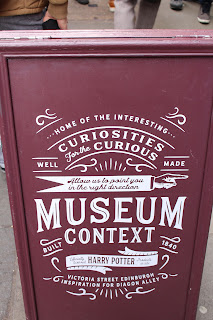 ...HOME OF THE INTERESTING...
CURIOSITIES
For the CURIOUS
WELL MADE
Allow us to point you
in the right direction
MUSEUM
CONTEXT
BUILT 1860
HARRY POTTER
VICTORIA STREET EDINBURGH
INSPIRATION FOR DIAGON ALLEY